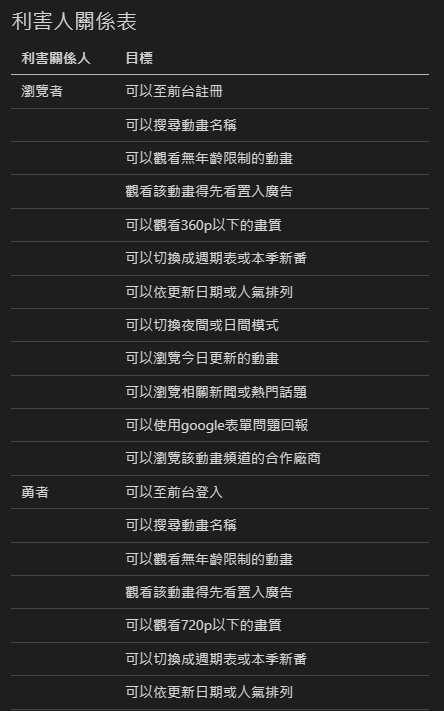 利害人關係表
利害關係人 目標
瀏覽者 可以至前台註冊
可以搜尋動畫名稱
可以觀看無年齡限制的動畫
觀看該動畫得先看置入廣告
可以觀看360p以下的畫質
可以切換成週期表或本季新番
可以依更新日期或人氣排列
可以切換夜間或日間模式
可以瀏覽今日更新的動畫
可以瀏覽相關新聞或熱門話題
可以使用google表單問題回報
可以瀏覽該動畫頻道的合作廠商
勇者 可以至前台登入
可以搜尋動畫名稱
可以觀看無年齡限制的動畫
觀看該動畫得先看置入廣告
可以觀看720p以下的畫質
可以切換成週期表或本季新番
可以依更新日期或人氣排列